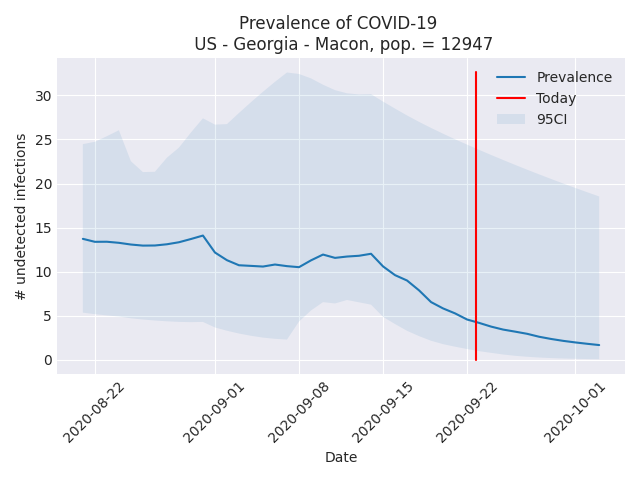 Prevalence of COVID-19
US - Georgia - Macon, pop. = 12947
Prevalence
Today
95CI
# undetected infections
30
25
20
15
10
5
0
2020-08-22
2020-09-01
2020-09-08
2020-09-15
2020-09-22
2020-10-01
Date